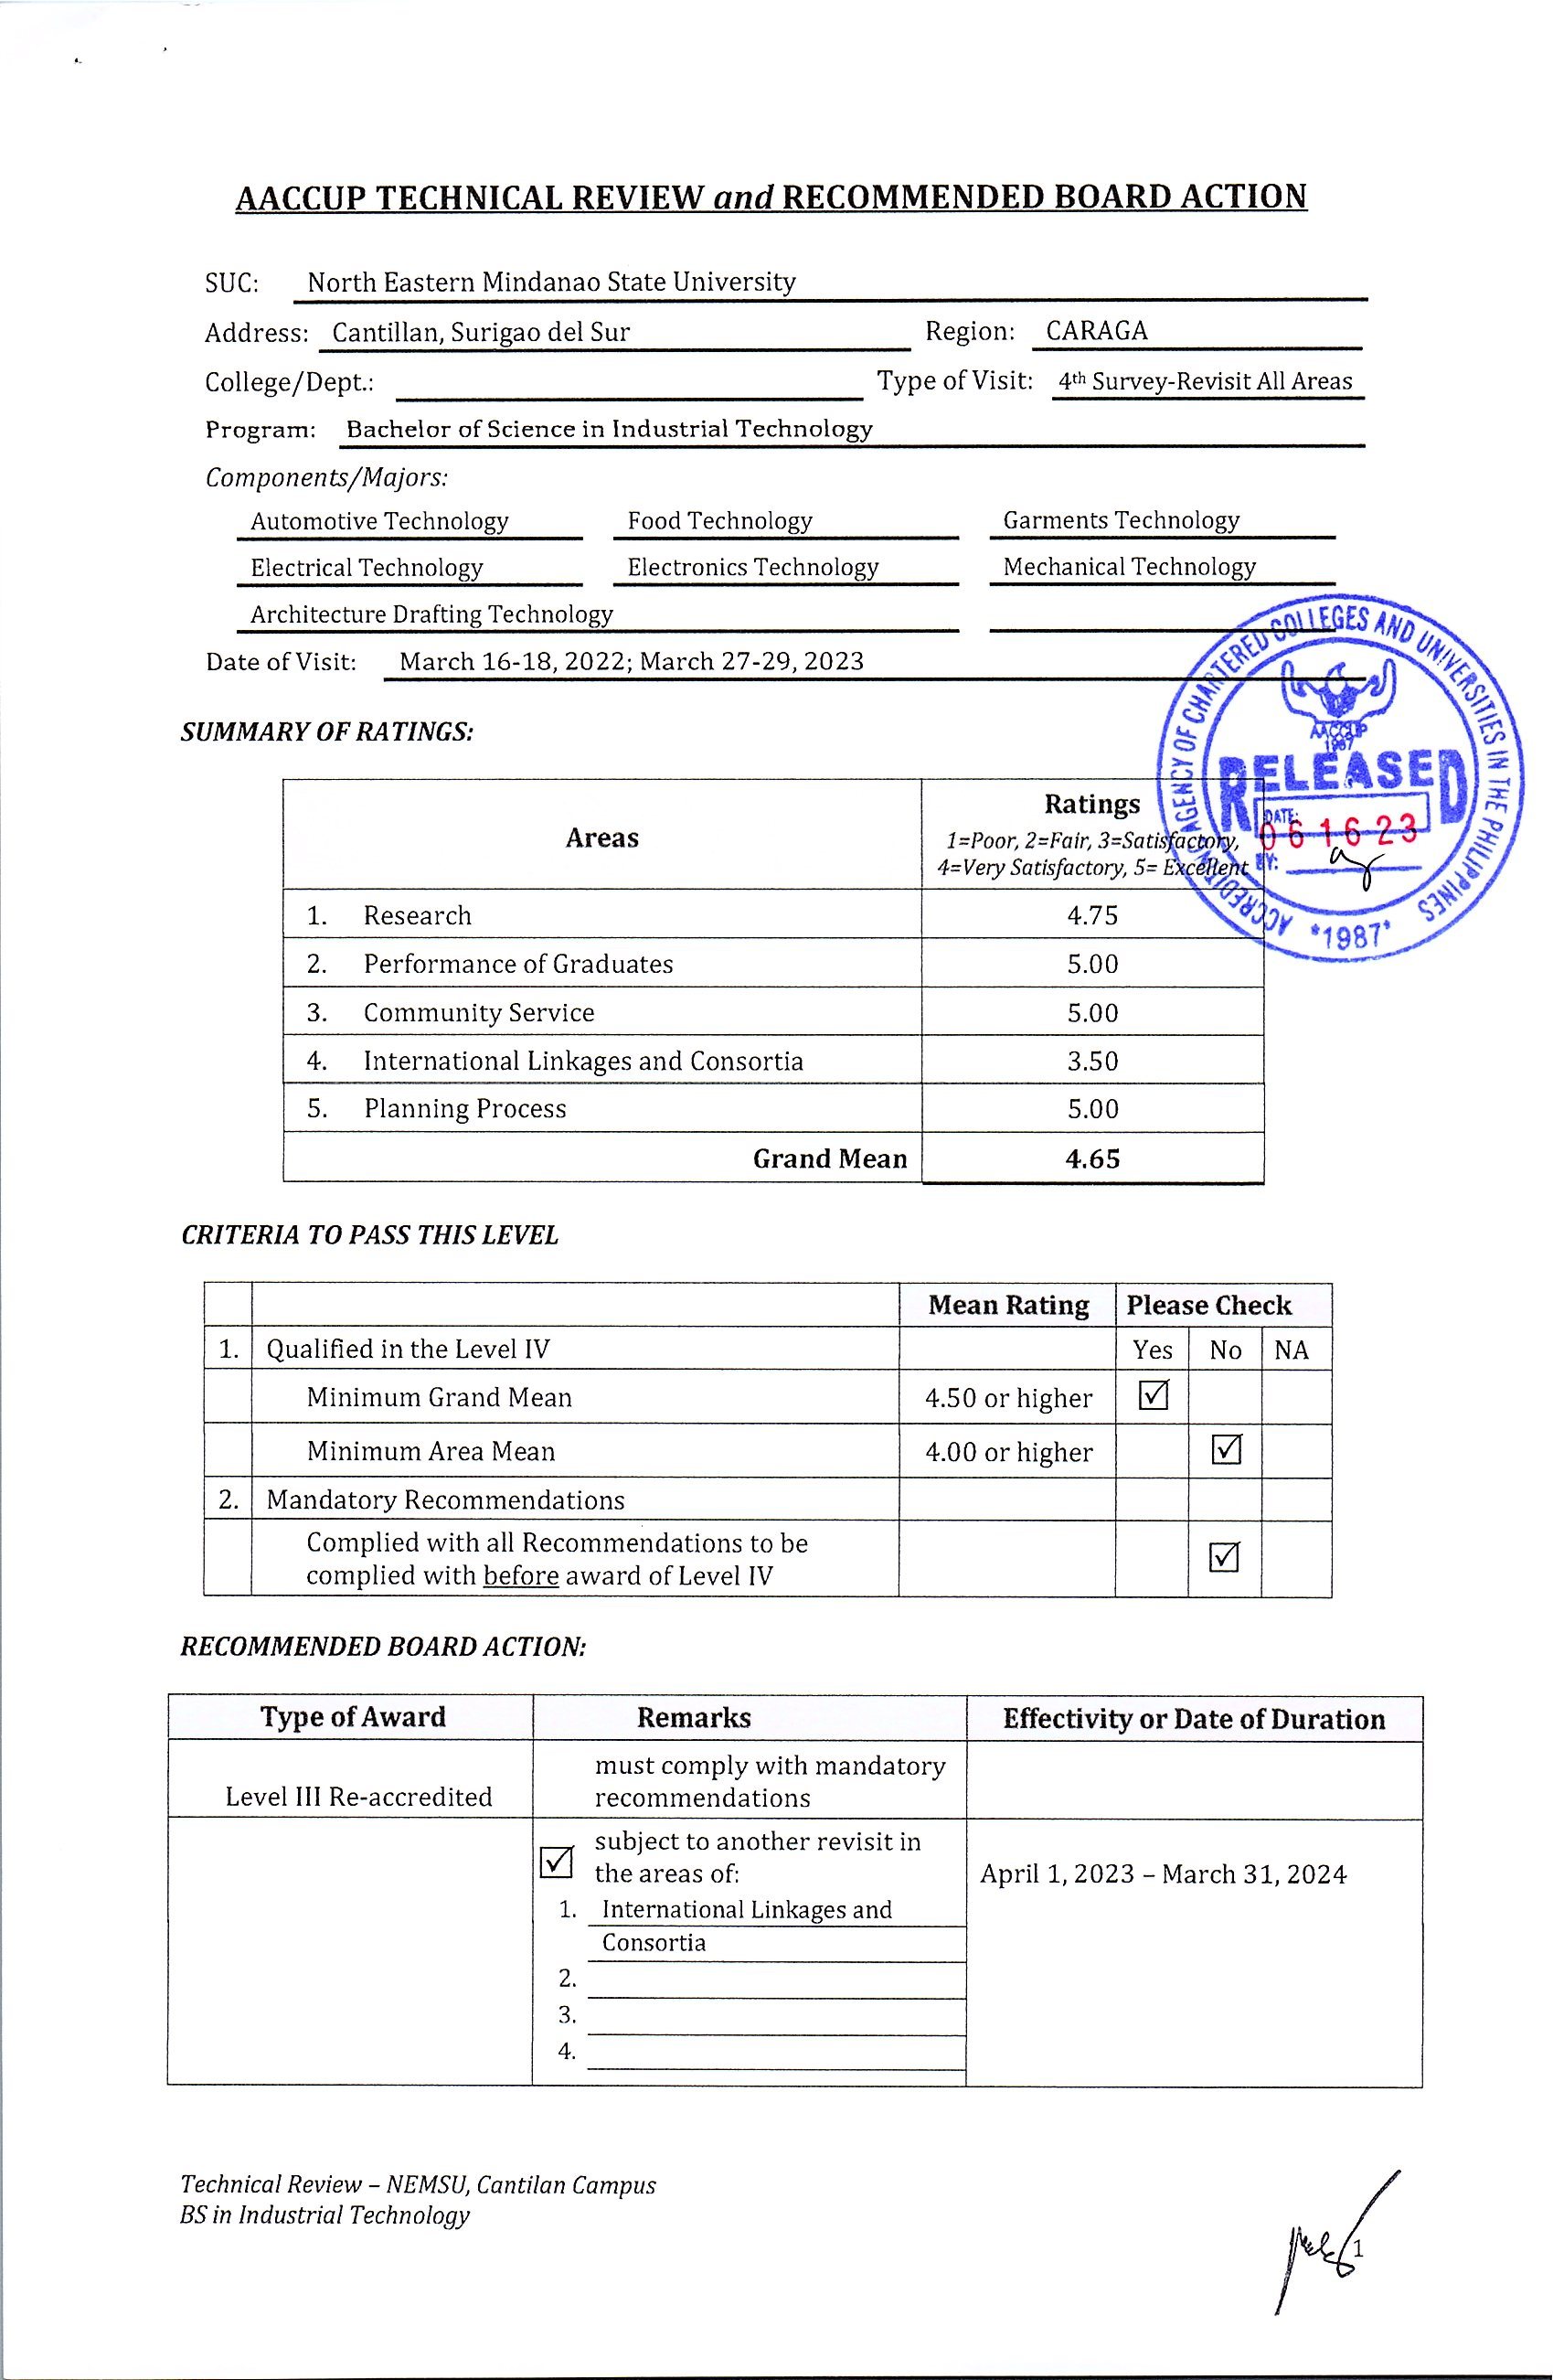 AACCUP TECHNICAL REVIEW and RECOMMENDED BOARD ACTION
SUC: North Eastern Mindanao State University
Address: Cantillan, Surigao del Sur Region: CARAGA
College/Dept.: Type of Visit: 4th Survey-Revisit All Areas
Program: Bachelor of Science in Industrial Technology
Components/Majors:
Automotive Technology Food Technology Garments Technology
Electrical Technology Electronics Technology Mechanical Technology
Architecture Drafting Technology
Date of Visit: March 16-18, 2022; March 27-29, 2023
ACCREDITING AGENCY OF CHARTERED COLLEGES AND UNIVERSITIES IN THE PHILIPPINES
AACCUP
1987
RELEASED
DATE: 06 16 23
BY:
*1987*
SUMMARY OF RATINGS:
Areas Ratings
1=Poor, 2=Fair, 3=Satisfactory,
4=Very Satisfactory, 5= Excellent
1. Research 4.75
2. Performance of Graduates 5.00
3. Community Service 5.00
4. International Linkages and Consortia 3.50
5. Planning Process 5.00
Grand Mean 4.65
CRITERIA TO PASS THIS LEVEL
Mean Rating Please Check
1. Qualified in the Level IV Yes No NA
Minimum Grand Mean 4.50 or higher ☑
Minimum Area Mean 4.00 or higher ☑
2. Mandatory Recommendations
Complied with all Recommendations to be ☑
complied with before award of Level IV
RECOMMENDED BOARD ACTION:
Type of Award Remarks Effectivity or Date of Duration
must comply with mandatory
Level III Re-accredited recommendations
☑ subject to another revisit in
the areas of: April 1, 2023 – March 31, 2024
1. International Linkages and
Consortia
2.
3.
4.
Technical Review – NEMSU, Cantilan Campus
BS in Industrial Technology
1